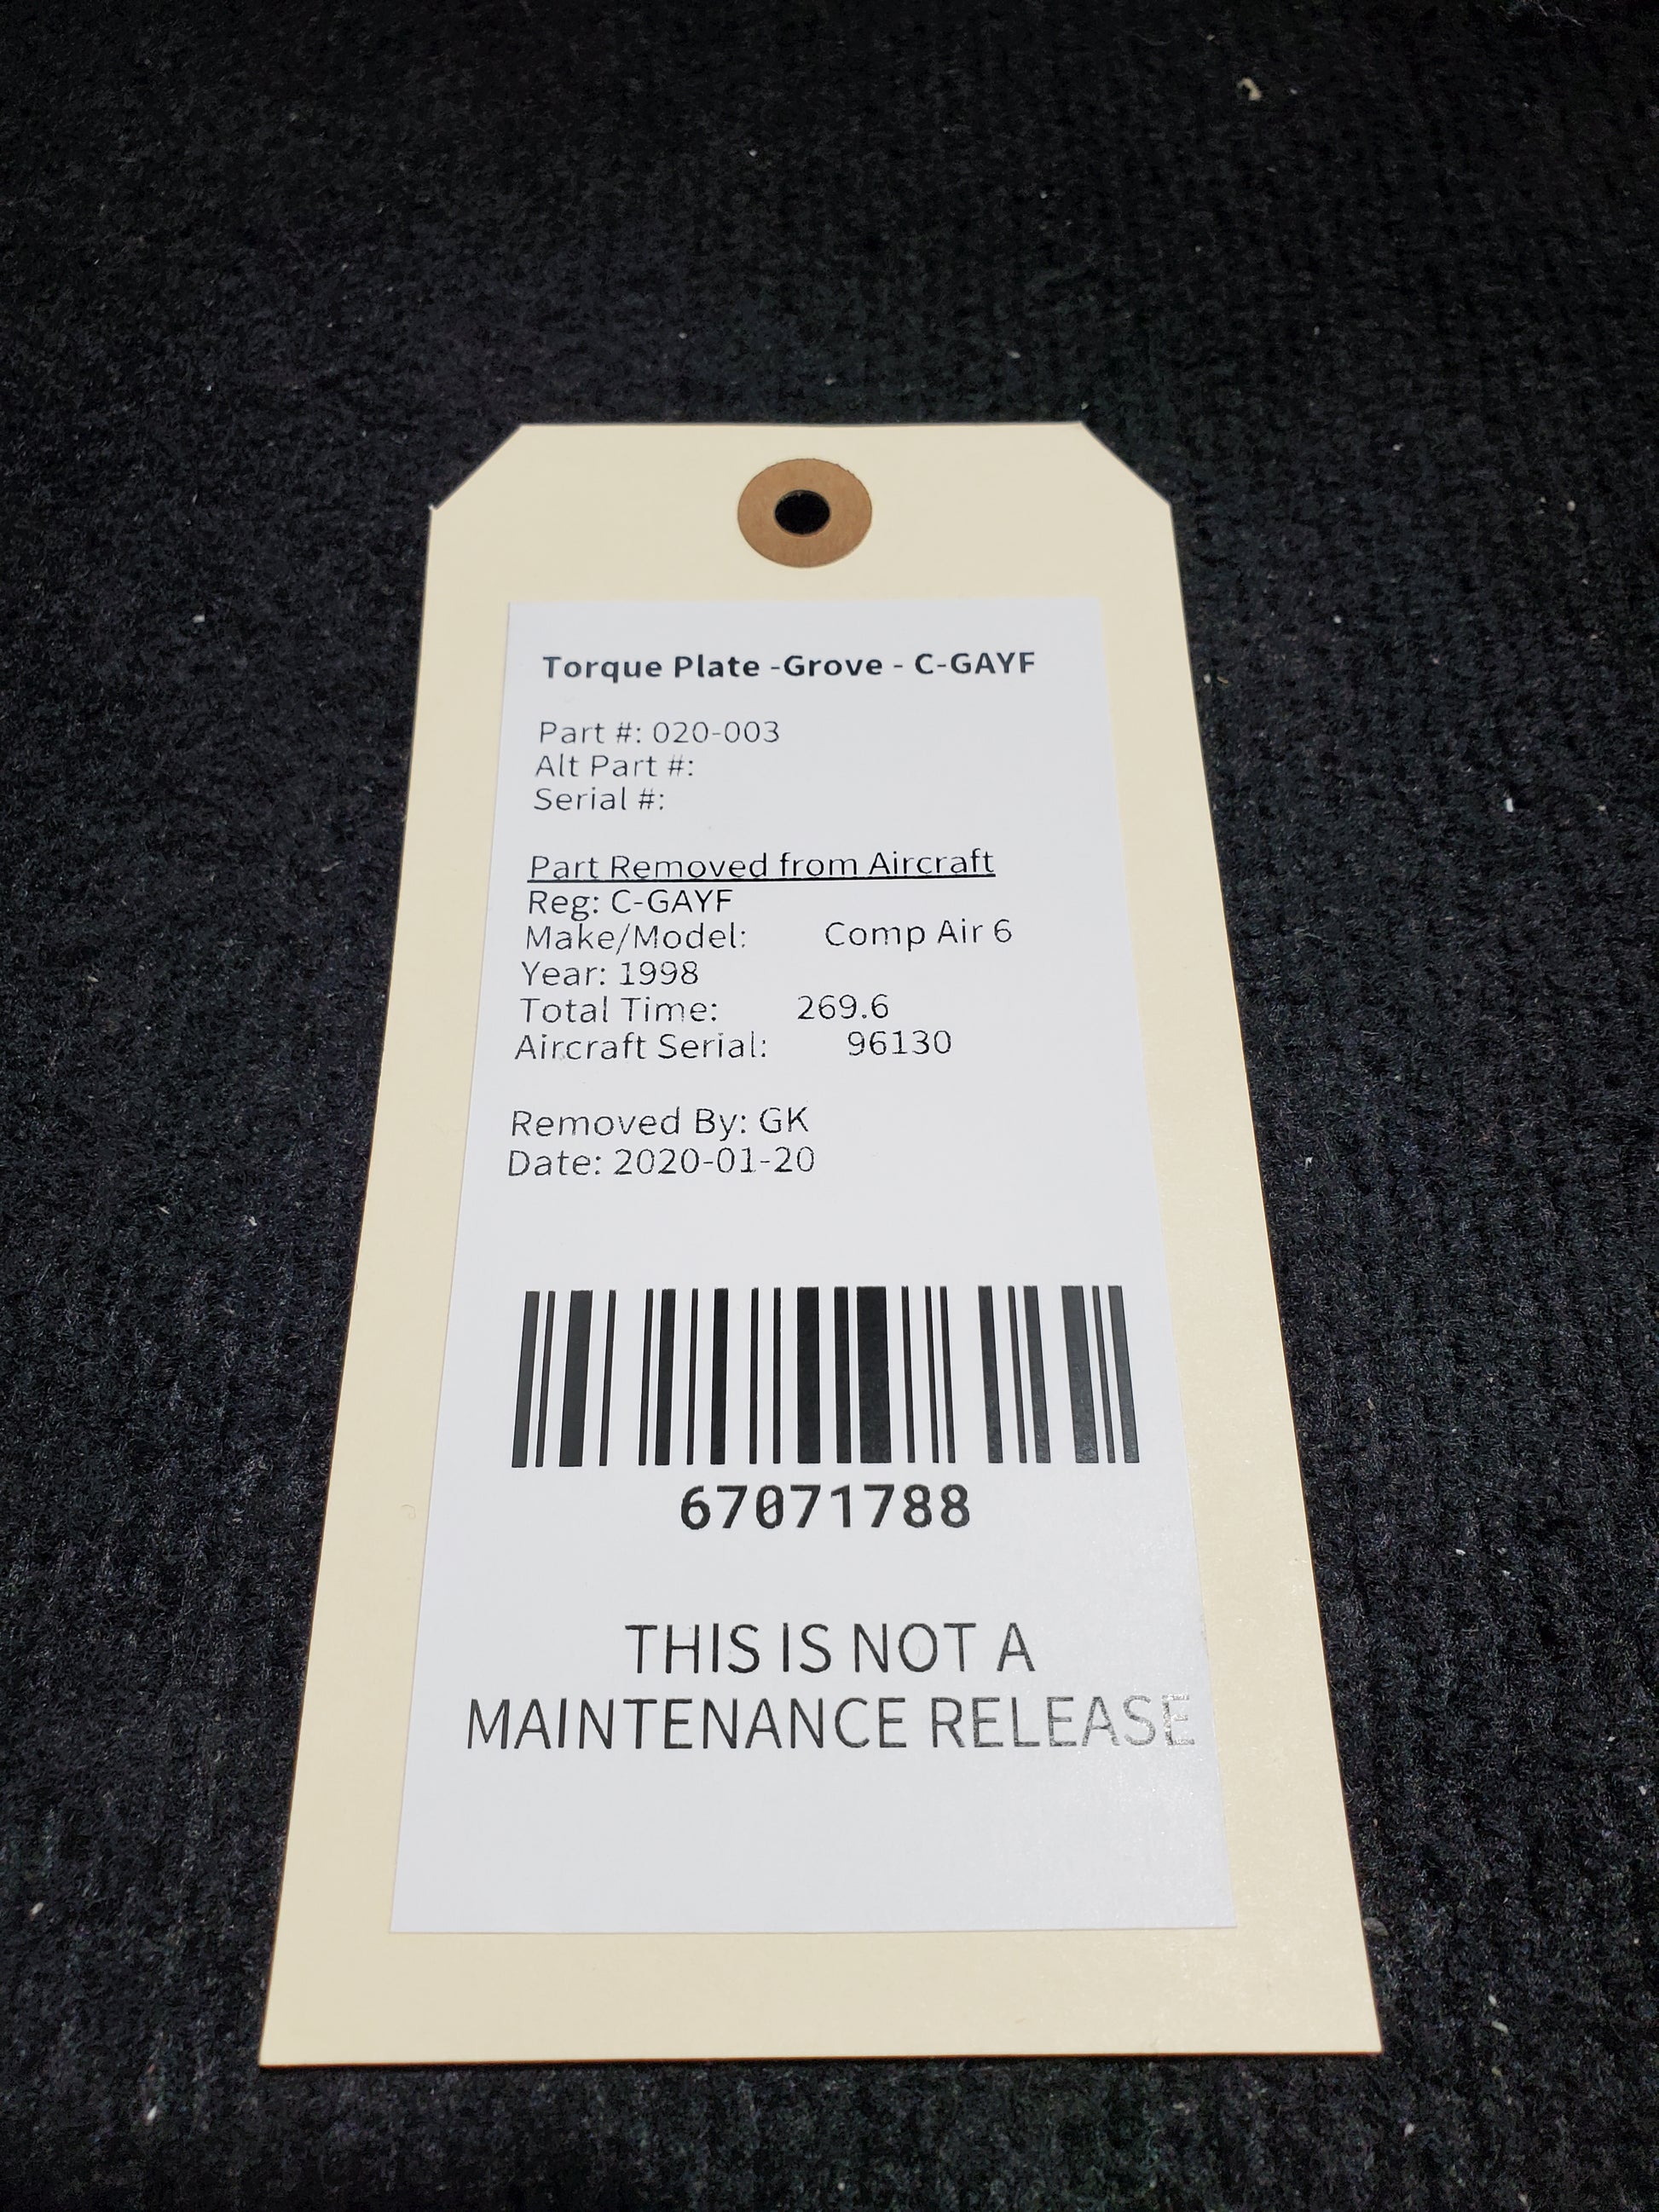 Torque Plate -Grove - C-GAYF
Part #: 020-003
Alt Part #:
Serial #:
Part Removed from Aircraft
Reg: C-GAYF
Make/Model: Comp Air 6
Year: 1998
Total Time: 269.6
Aircraft Serial: 96130
Removed By: GK
Date: 2020-01-20
67071788
THIS IS NOT A
MAINTENANCE RELEASE